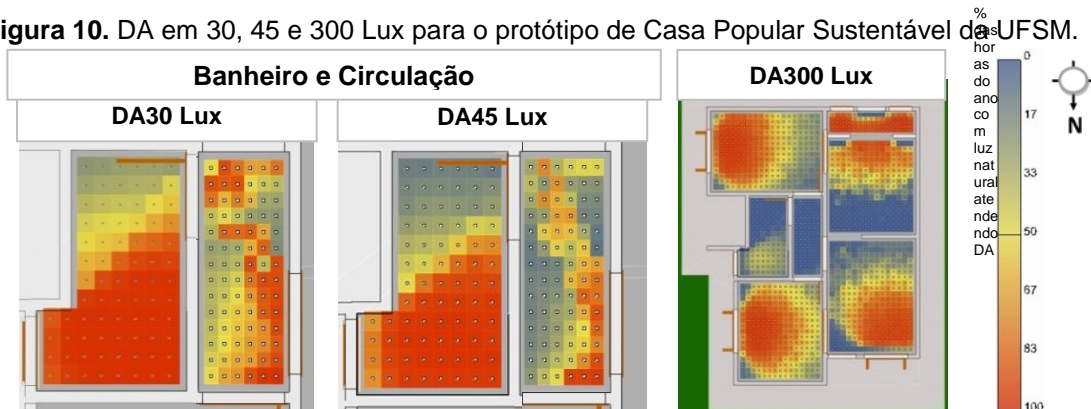 igura 10. DA em 30, 45 e 300 Lux para o protótipo de Casa Popular Sustentável da UFSM.
Banheiro e Circulação
DA300 Lux
DA30 Lux
DA45 Lux
%
das
hor
as
do
ano
co
m
luz
nat
ural
ate
nde
ndo
DA
0
17
33
50
67
83
100
N